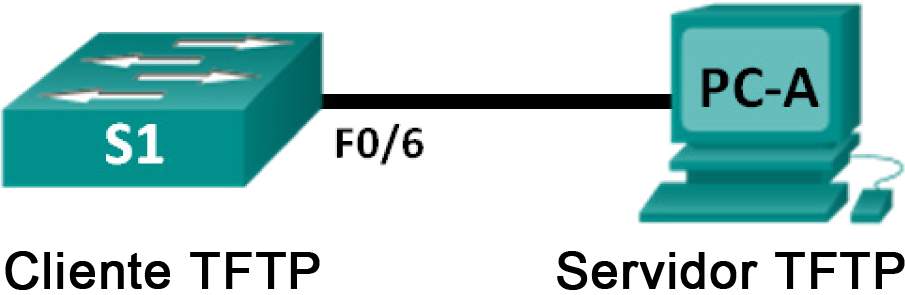 PC-A
S1
F0/6
Cliente TFTP
Servidor TFTP